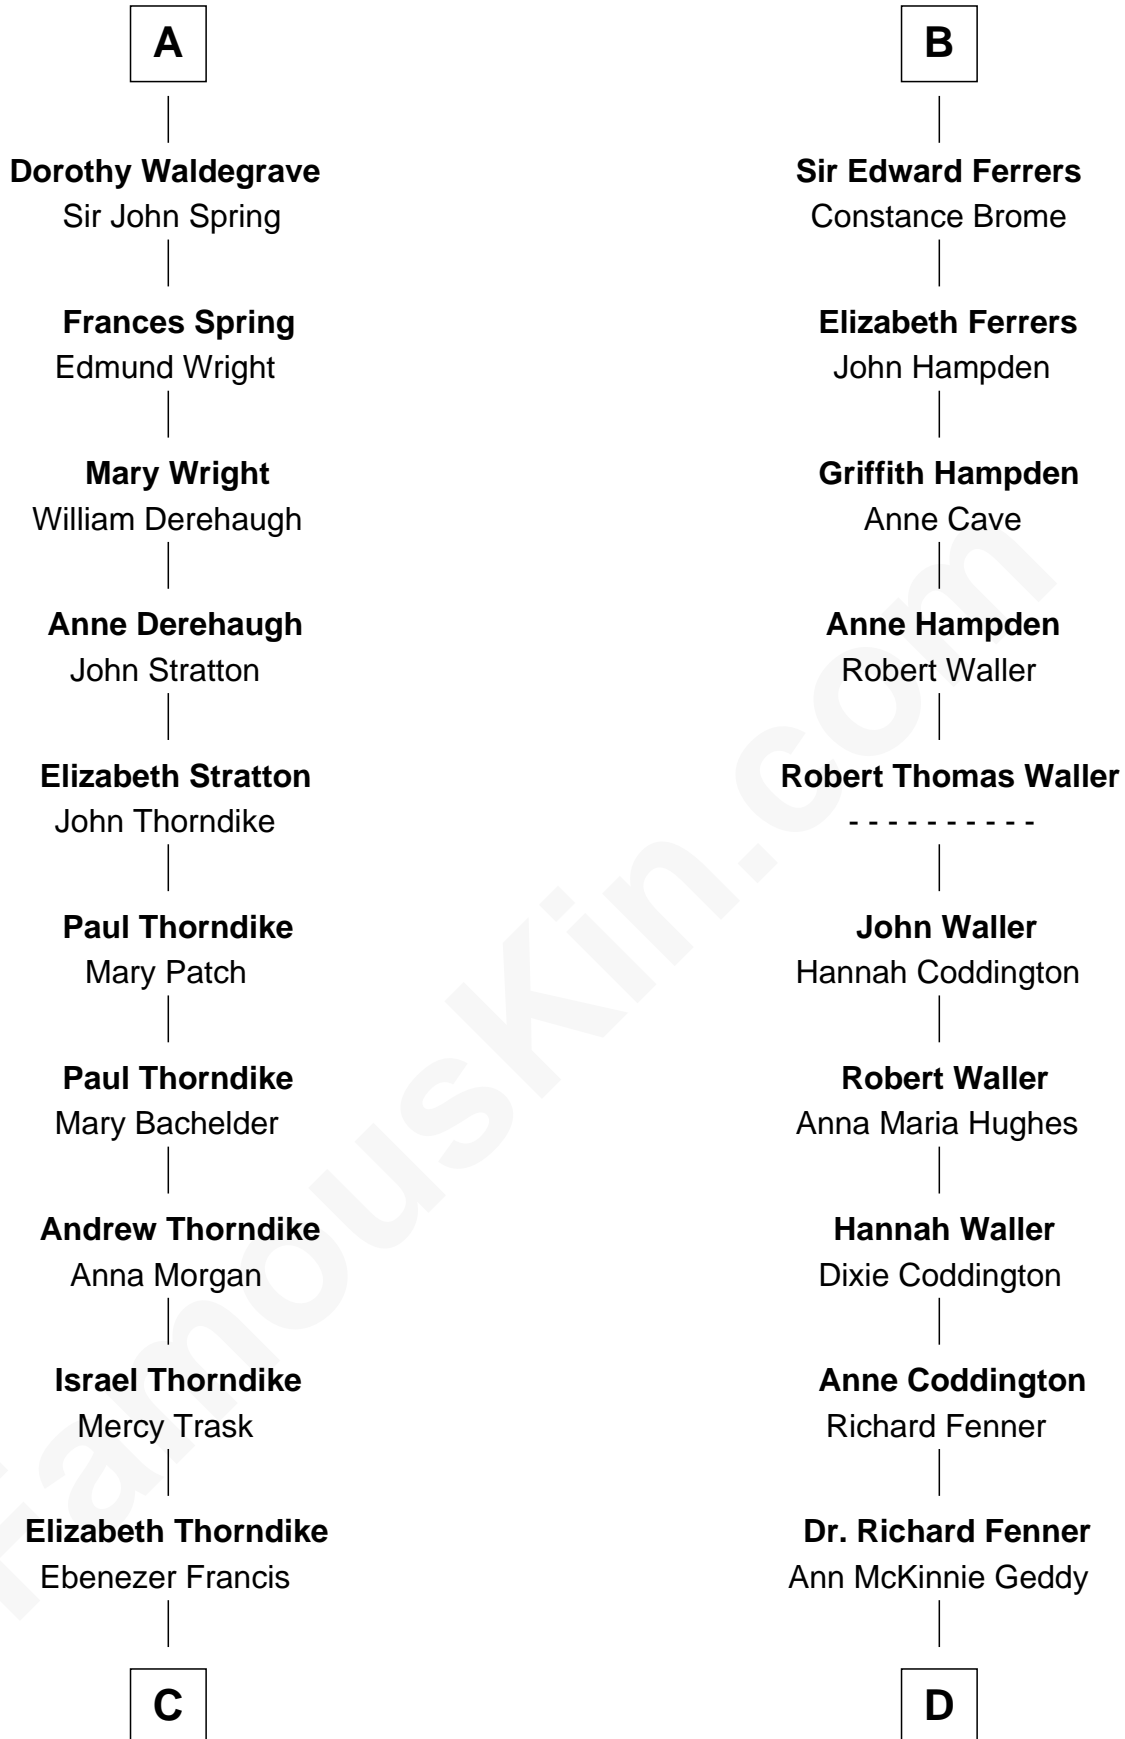 A
Dorothy Waldegrave
Sir John Spring
Frances Spring
Edmund Wright
Mary Wright
William Derehaugh
Anne Derehaugh
John Stratton
Elizabeth Stratton
John Thorndike
Paul Thorndike
Mary Patch
Paul Thorndike
Mary Bachelder
Andrew Thorndike
Anna Morgan
Israel Thorndike
Mercy Trask
Elizabeth Thorndike
Ebenezer Francis
C
B
Sir Edward Ferrers
Constance Brome
Elizabeth Ferrers
John Hampden
Griffith Hampden
Anne Cave
Anne Hampden
Robert Waller
Robert Thomas Waller
- - - - - - - - - -
John Waller
Hannah Coddington
Robert Waller
Anna Maria Hughes
Hannah Waller
Dixie Coddington
Anne Coddington
Richard Fenner
Dr. Richard Fenner
Ann McKinnie Geddy
D
FamousKin.com